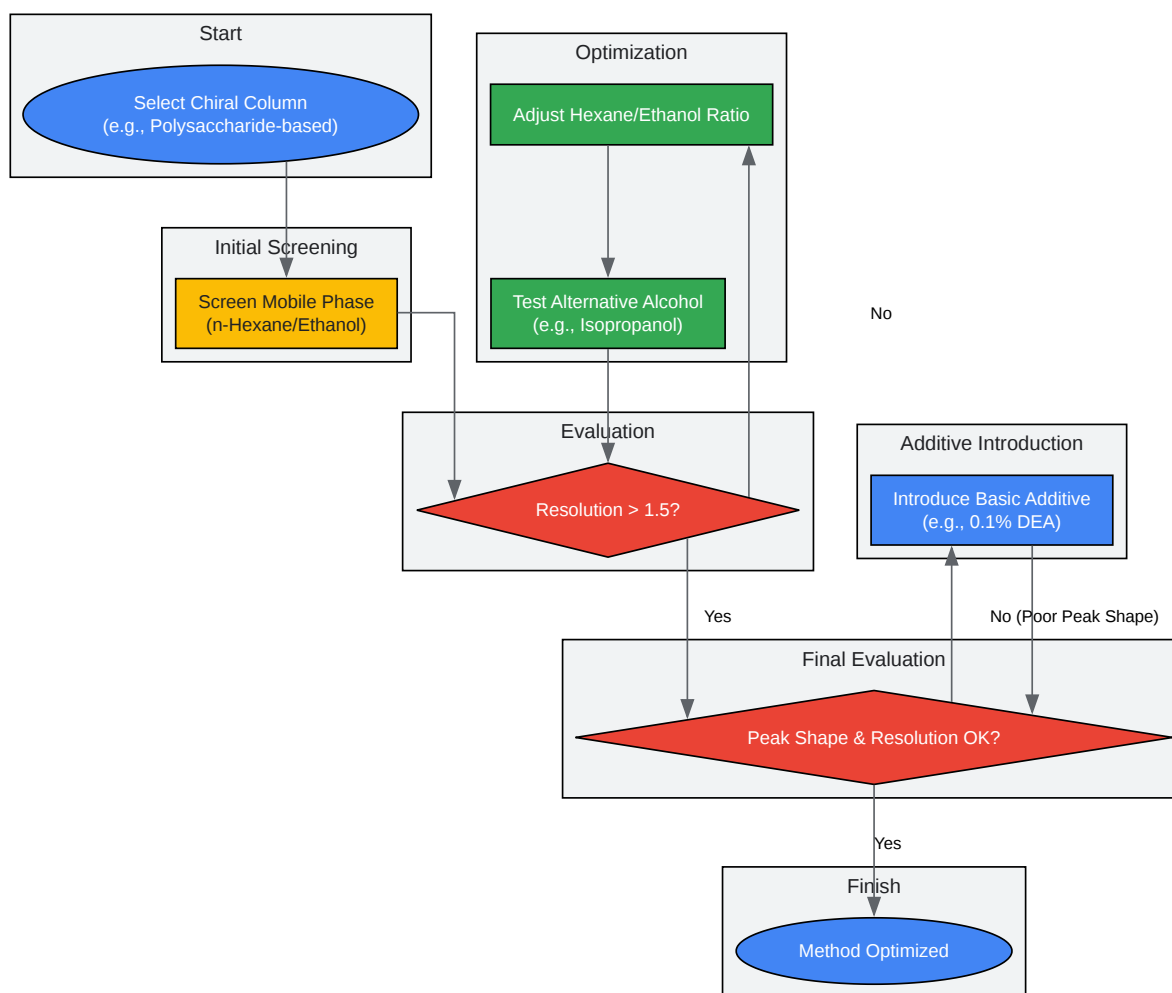 Start
Select Chiral Column
(e.g., Polysaccharide-based)
Optimization
Adjust Hexane/Ethanol Ratio
Initial Screening
Screen Mobile Phase
(n-Hexane/Ethanol)
Test Alternative Alcohol
(e.g., Isopropanol)
No
Evaluation
Resolution > 1.5?
Additive Introduction
Introduce Basic Additive
(e.g., 0.1% DEA)
Yes
No (Poor Peak Shape)
Final Evaluation
Peak Shape & Resolution OK?
Yes
Finish
Method Optimized